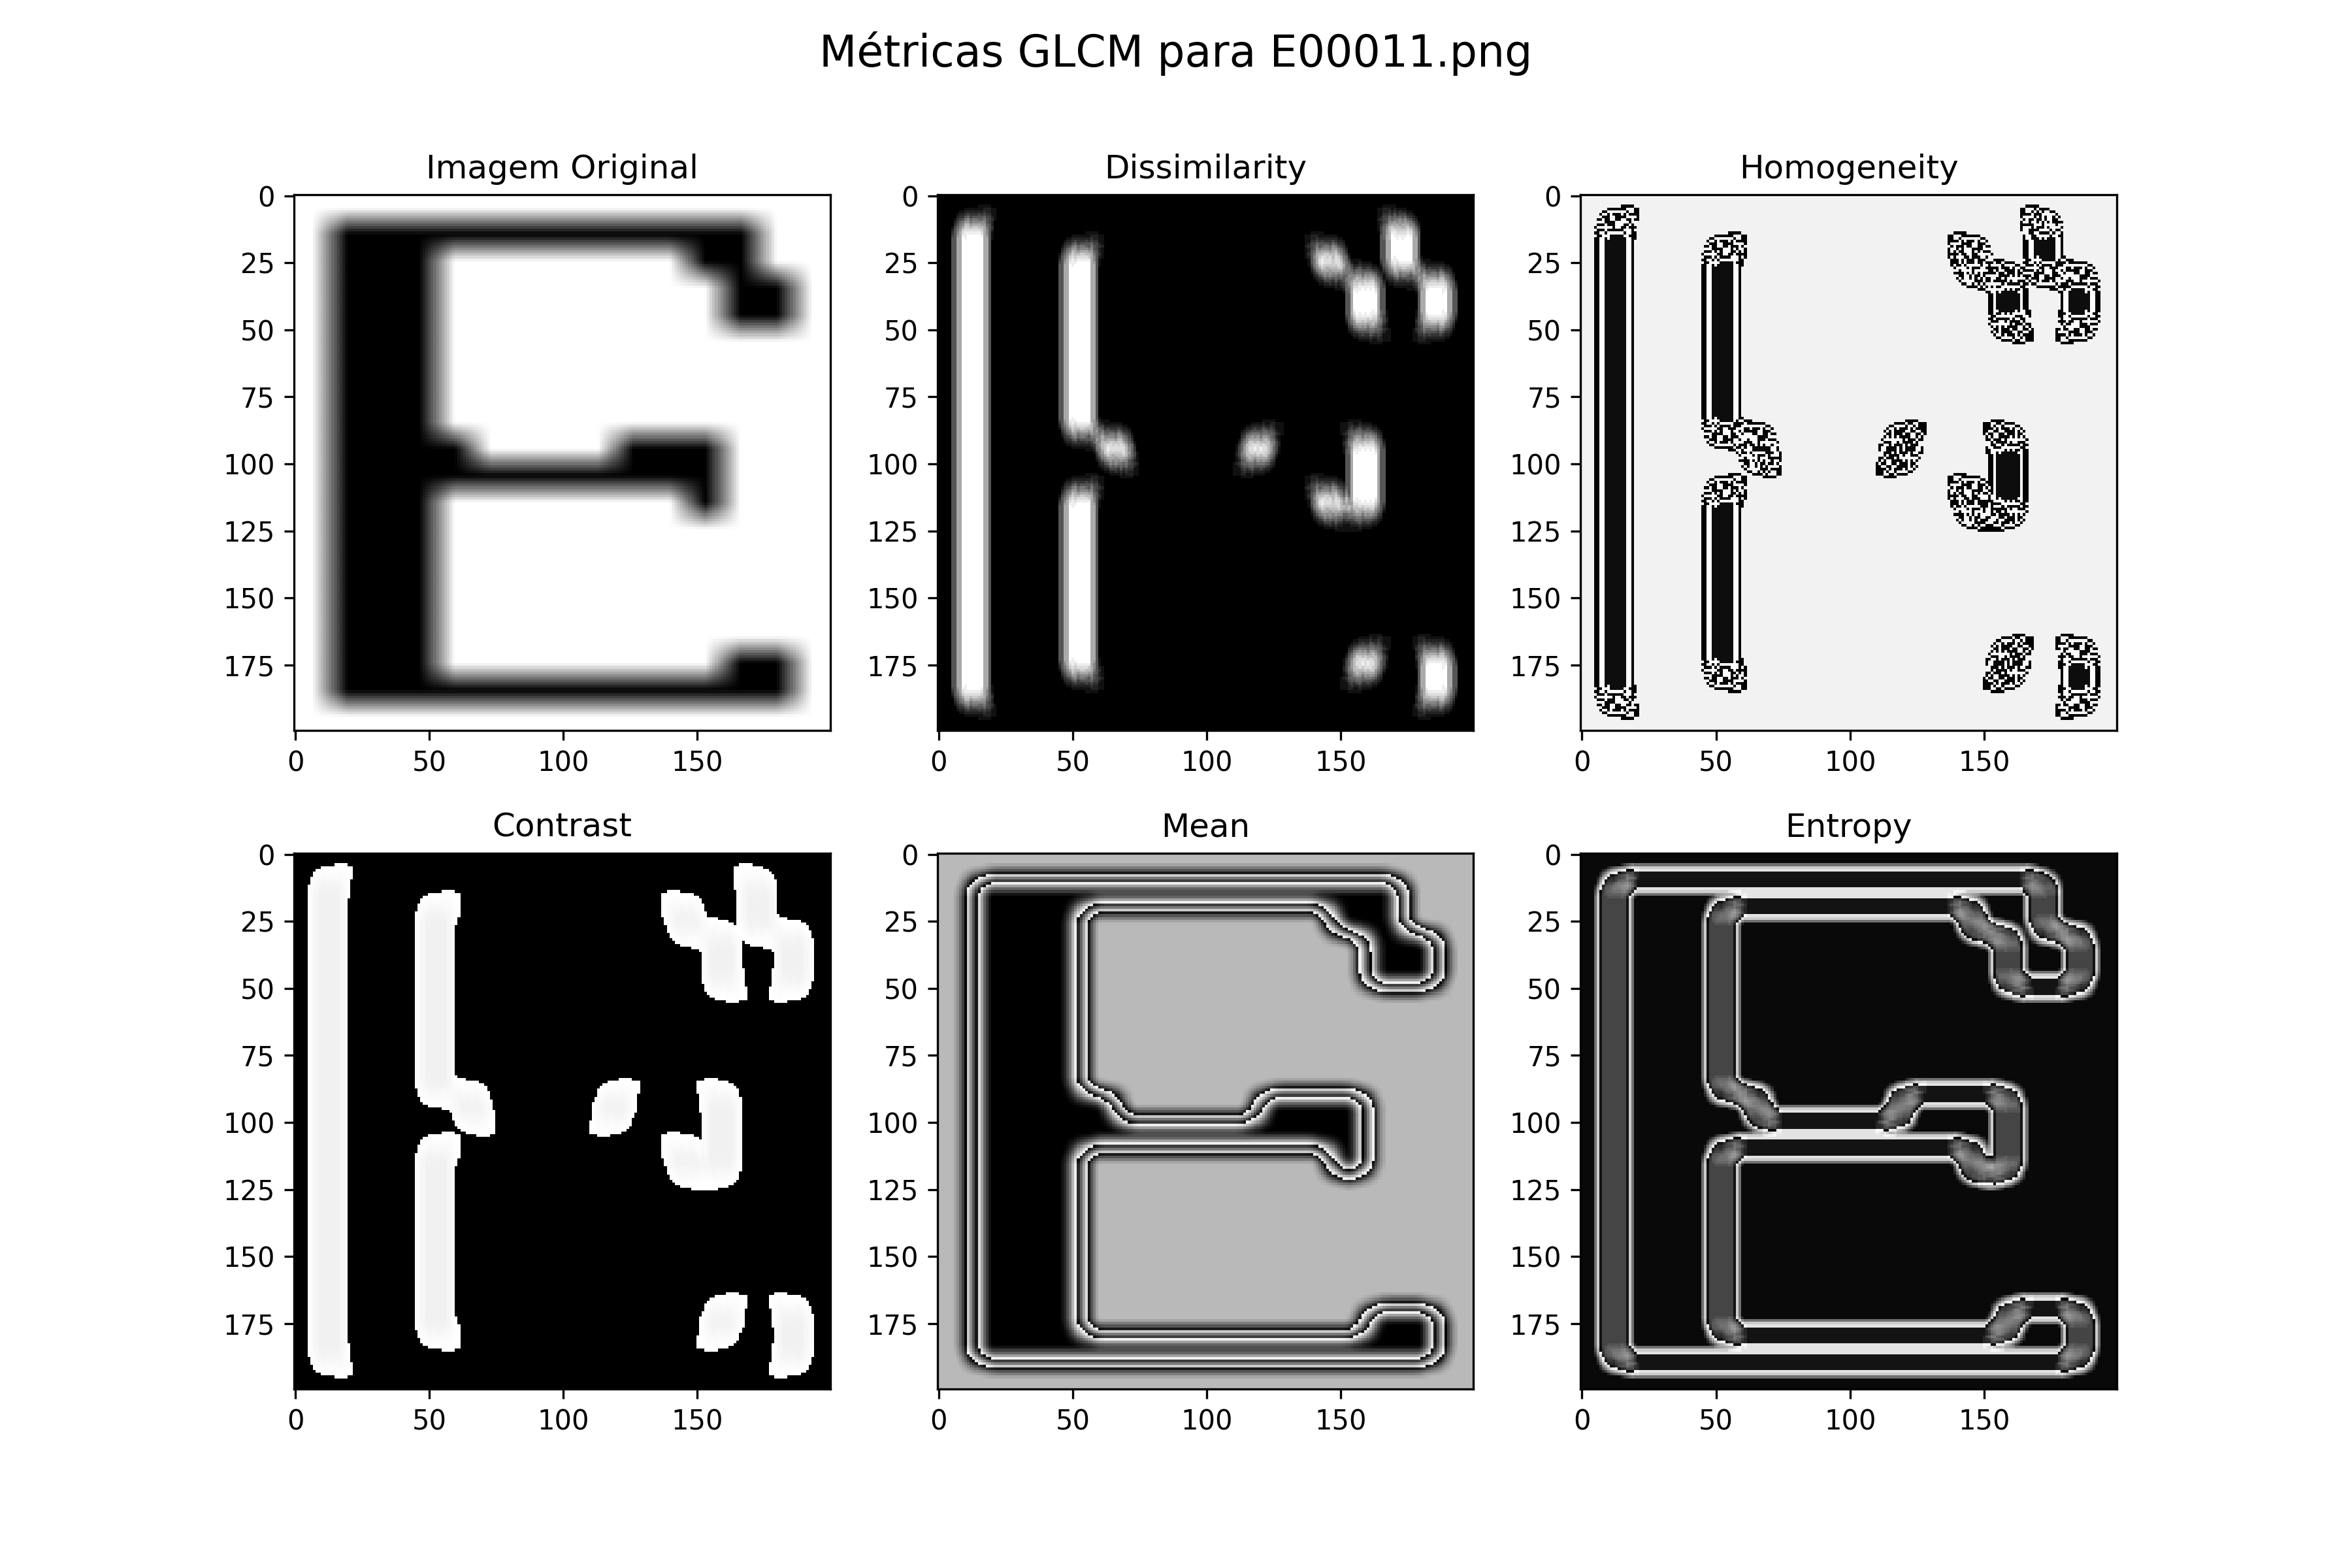 Métricas GLCM para E00011.png
Imagem Original Dissimilarity Homogeneity
0 0 0
25 25 25
50 50 50
75 75 75
100 100 100
125 125 125
150 150 150
175 175 175
0 50 100 150 0 50 100 150 0 50 100 150
E
Contrast Mean Entropy
0 0 0
25 25 25
50 50 50
75 75 75
100 100 100
125 125 125
150 150 150
175 175 175
0 50 100 150 0 50 100 150 0 50 100 150